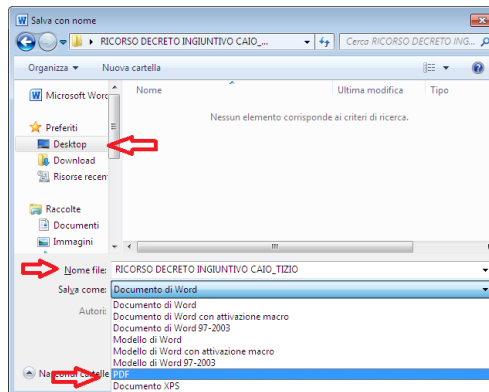 Salva con nome
RICORSO DECRETO INGIUNTIVO CAIO_...
Cerca RICORSO DECRETO ING...
Organizza
Nuova cartella
Microsoft Word
Nome
Ultima modifica
Tipo
Nessun elemento corrisponde ai criteri di ricerca.
Preferiti
Desktop
Download
Risorse recen
Raccolte
Documenti
Immagini
Nome file: RICORSO DECRETO INGIUNTIVO CAIO_TIZIO
Salva come: Documento di Word
Autori:
Documento di Word
Documento di Word con attivazione macro
Documento di Word 97-2003
Modello di Word
Modello di Word con attivazione macro
Modello di Word 97-2003
Nascondi cartelle
PDF
Documento XPS